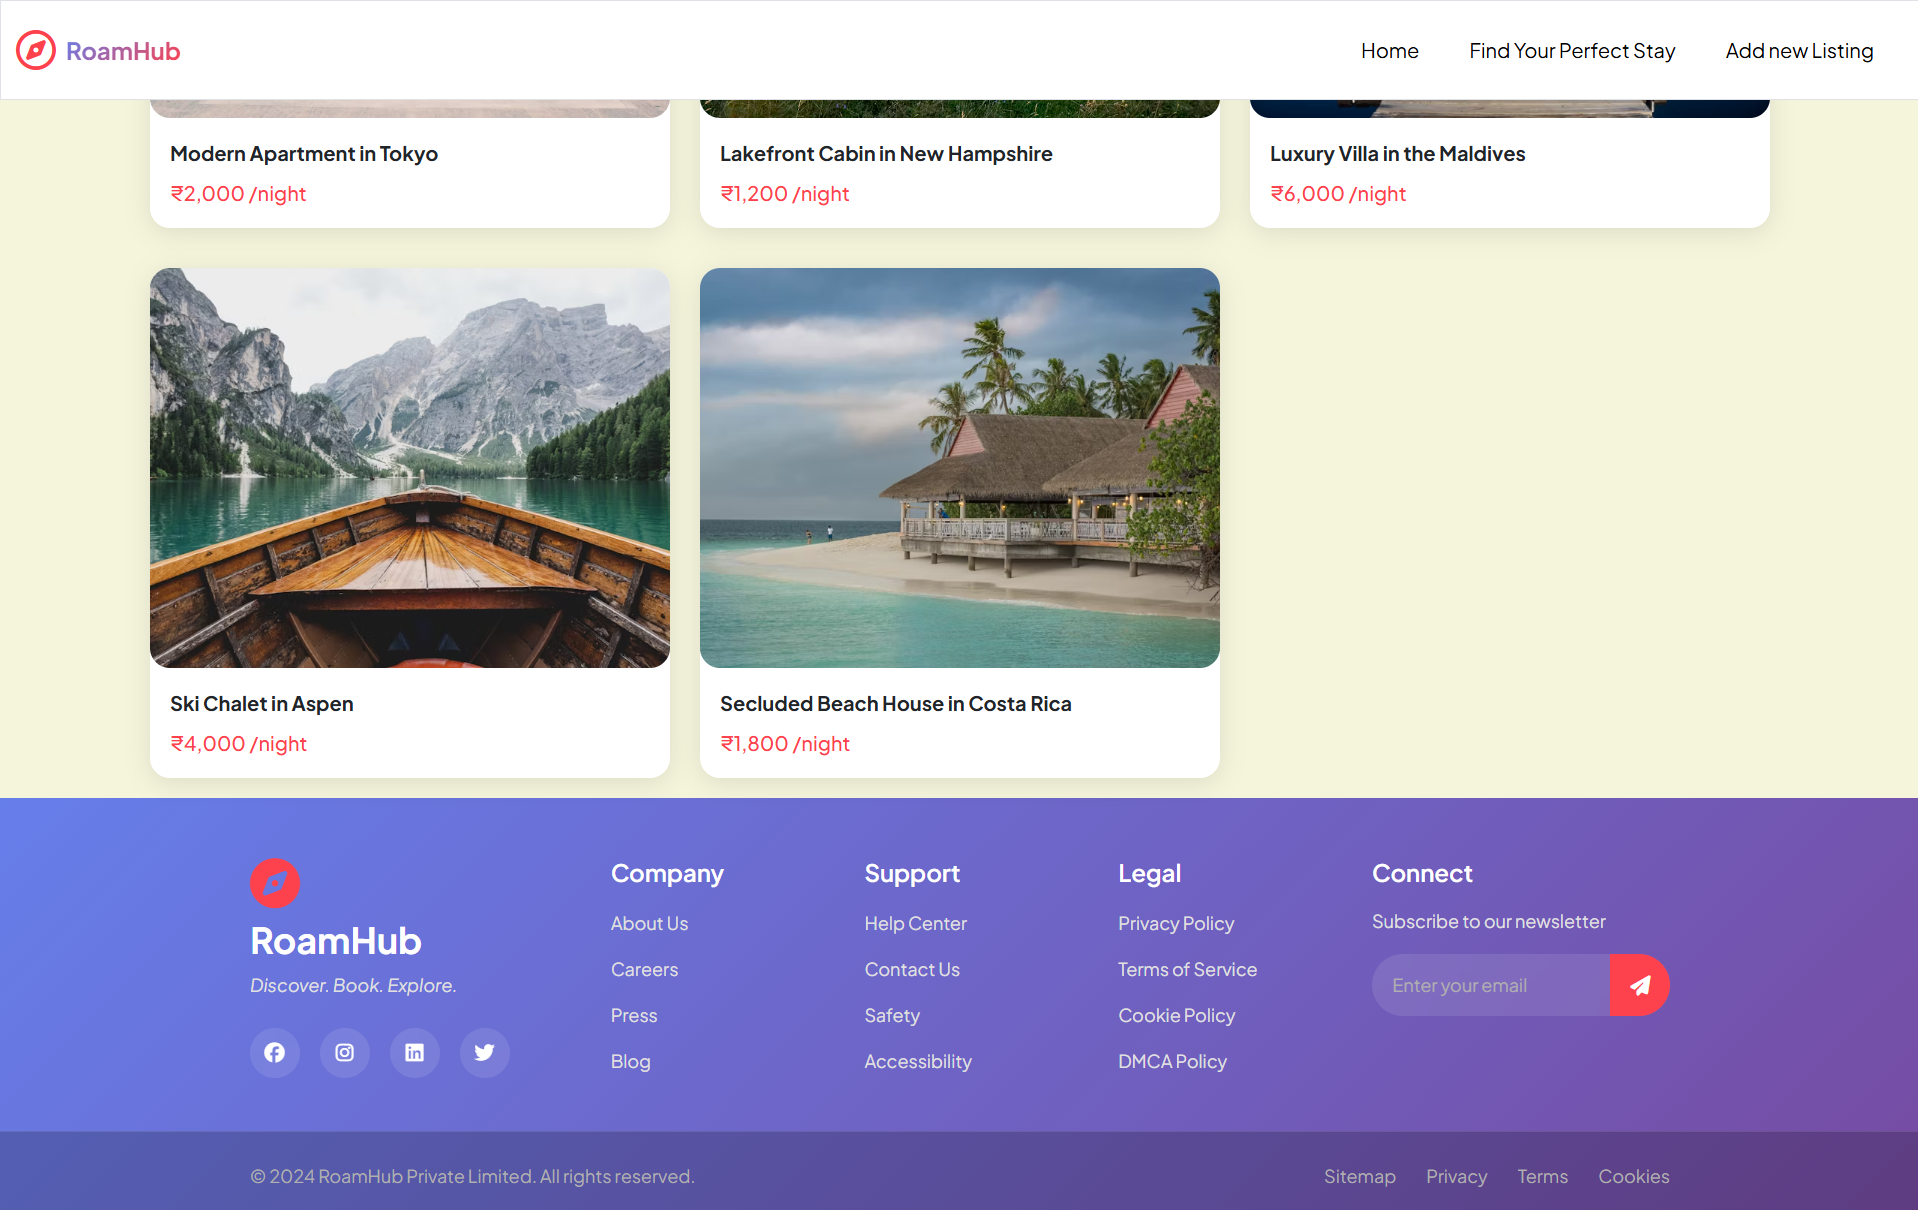 RoamHub
Home
Find Your Perfect Stay
Add new Listing
Modern Apartment in Tokyo
₹2,000 /night
Lakefront Cabin in New Hampshire
₹1,200 /night
Luxury Villa in the Maldives
₹6,000 /night
Ski Chalet in Aspen
₹4,000 /night
Secluded Beach House in Costa Rica
₹1,800 /night
RoamHub
Discover. Book. Explore.
Company
About Us
Careers
Press
Blog
Support
Help Center
Contact Us
Safety
Accessibility
Legal
Privacy Policy
Terms of Service
Cookie Policy
DMCA Policy
Connect
Subscribe to our newsletter
Enter your email
© 2024 RoamHub Private Limited. All rights reserved.
Sitemap
Privacy
Terms
Cookies